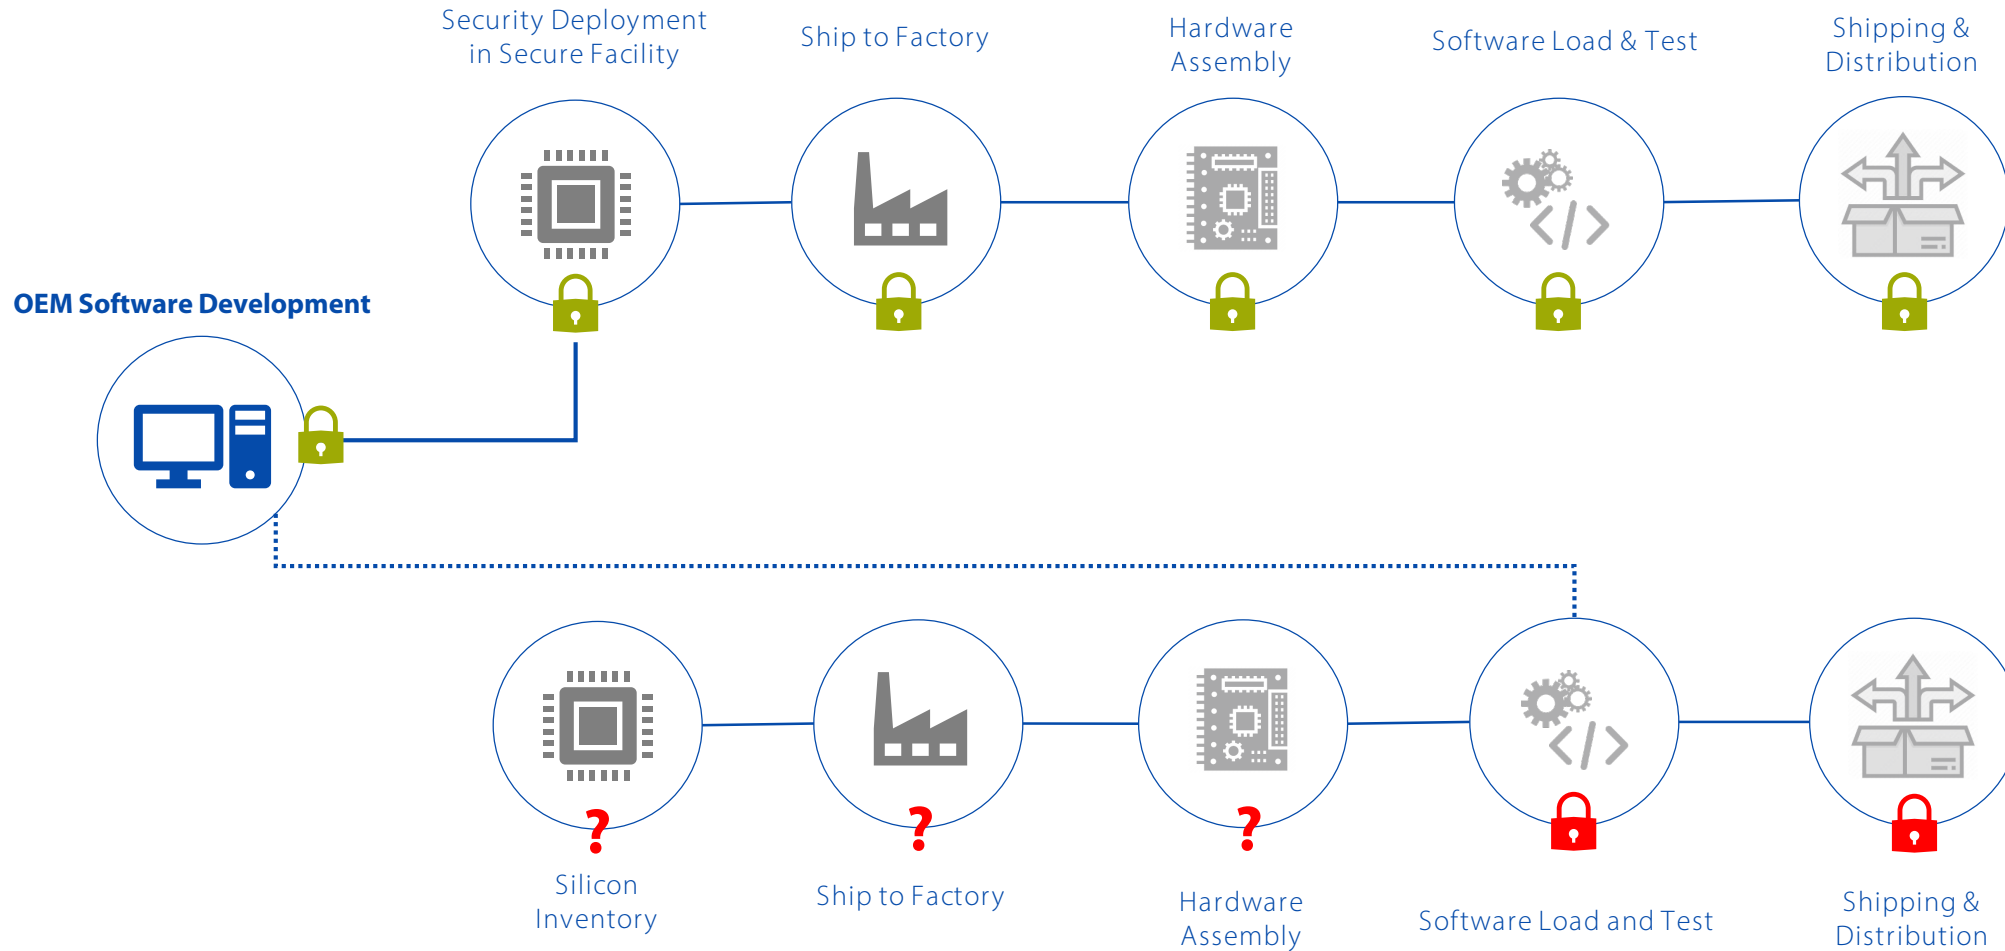 Security Deployment
in Secure Facility
Ship to Factory
Hardware
Assembly
Software Load & Test
Shipping &
Distribution
OEM Software Development
</>
?
?
?
</>
Silicon
Inventory
Ship to Factory
Hardware
Assembly
Software Load and Test
Shipping &
Distribution